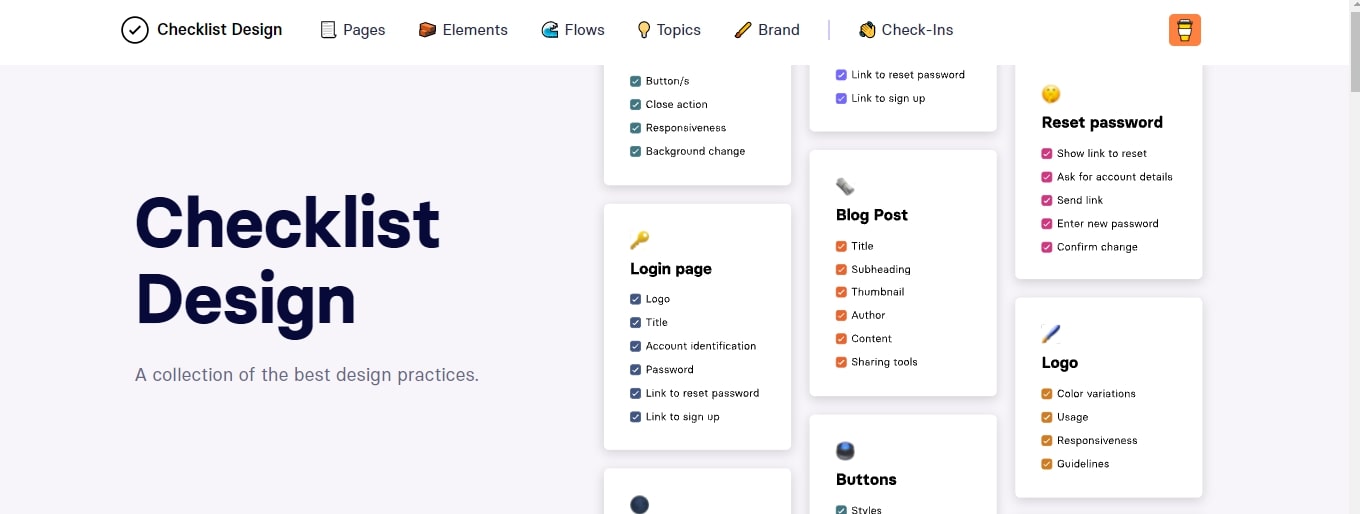 Checklist Design
Pages
Elements
Flows
Topics
Brand
Check-Ins
Checklist
Design
A collection of the best design practices.
Button/s
Close action
Responsiveness
Background change
Login page
Logo
Title
Account identification
Password
Link to reset password
Link to sign up
Link to reset password
Link to sign up
Blog Post
Title
Subheading
Thumbnail
Author
Content
Sharing tools
Buttons
Styles
Reset password
Show link to reset
Ask for account details
Send link
Enter new password
Confirm change
Logo
Color variations
Usage
Responsiveness
Guidelines